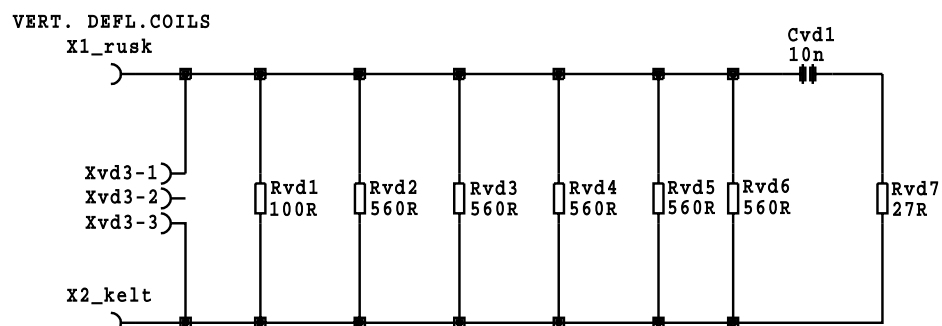 VERT. DEFL.COILS
X1_rusk
Cvd1
10n
Xvd3-1
Xvd3-2
Xvd3-3
Rvd1
100R
Rvd2
560R
Rvd3
560R
Rvd4
560R
Rvd5
560R
Rvd6
560R
Rvd7
27R
X2_kelt